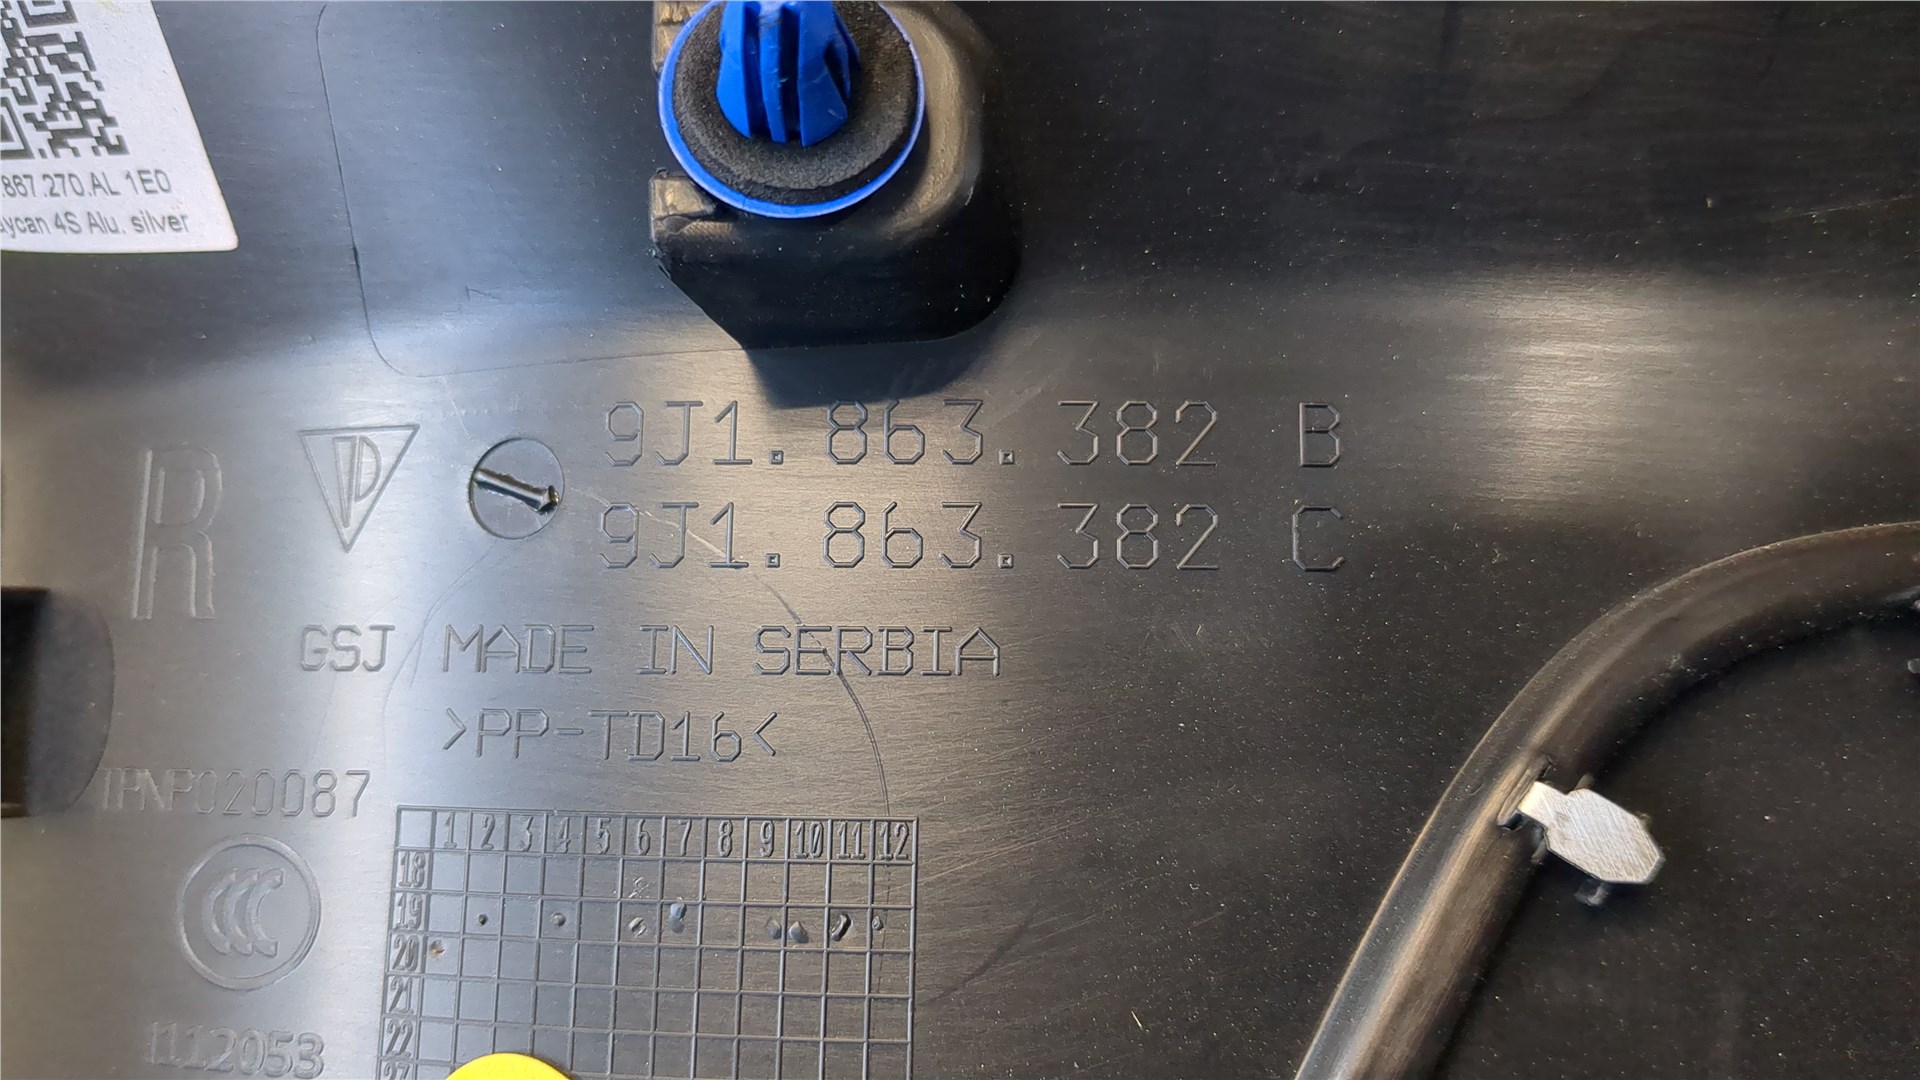 .867.270.AL 1E0
aycan 4S Alu. silver
9J1.863.382 B
R
9J1.863.382 C
GSJ MADE IN SERBIA
>PP-TD16<
TPNP020087
1 2 3 4 5 6 7 8 9 10 11 12
18
19
20
21
22
CCC
1112053